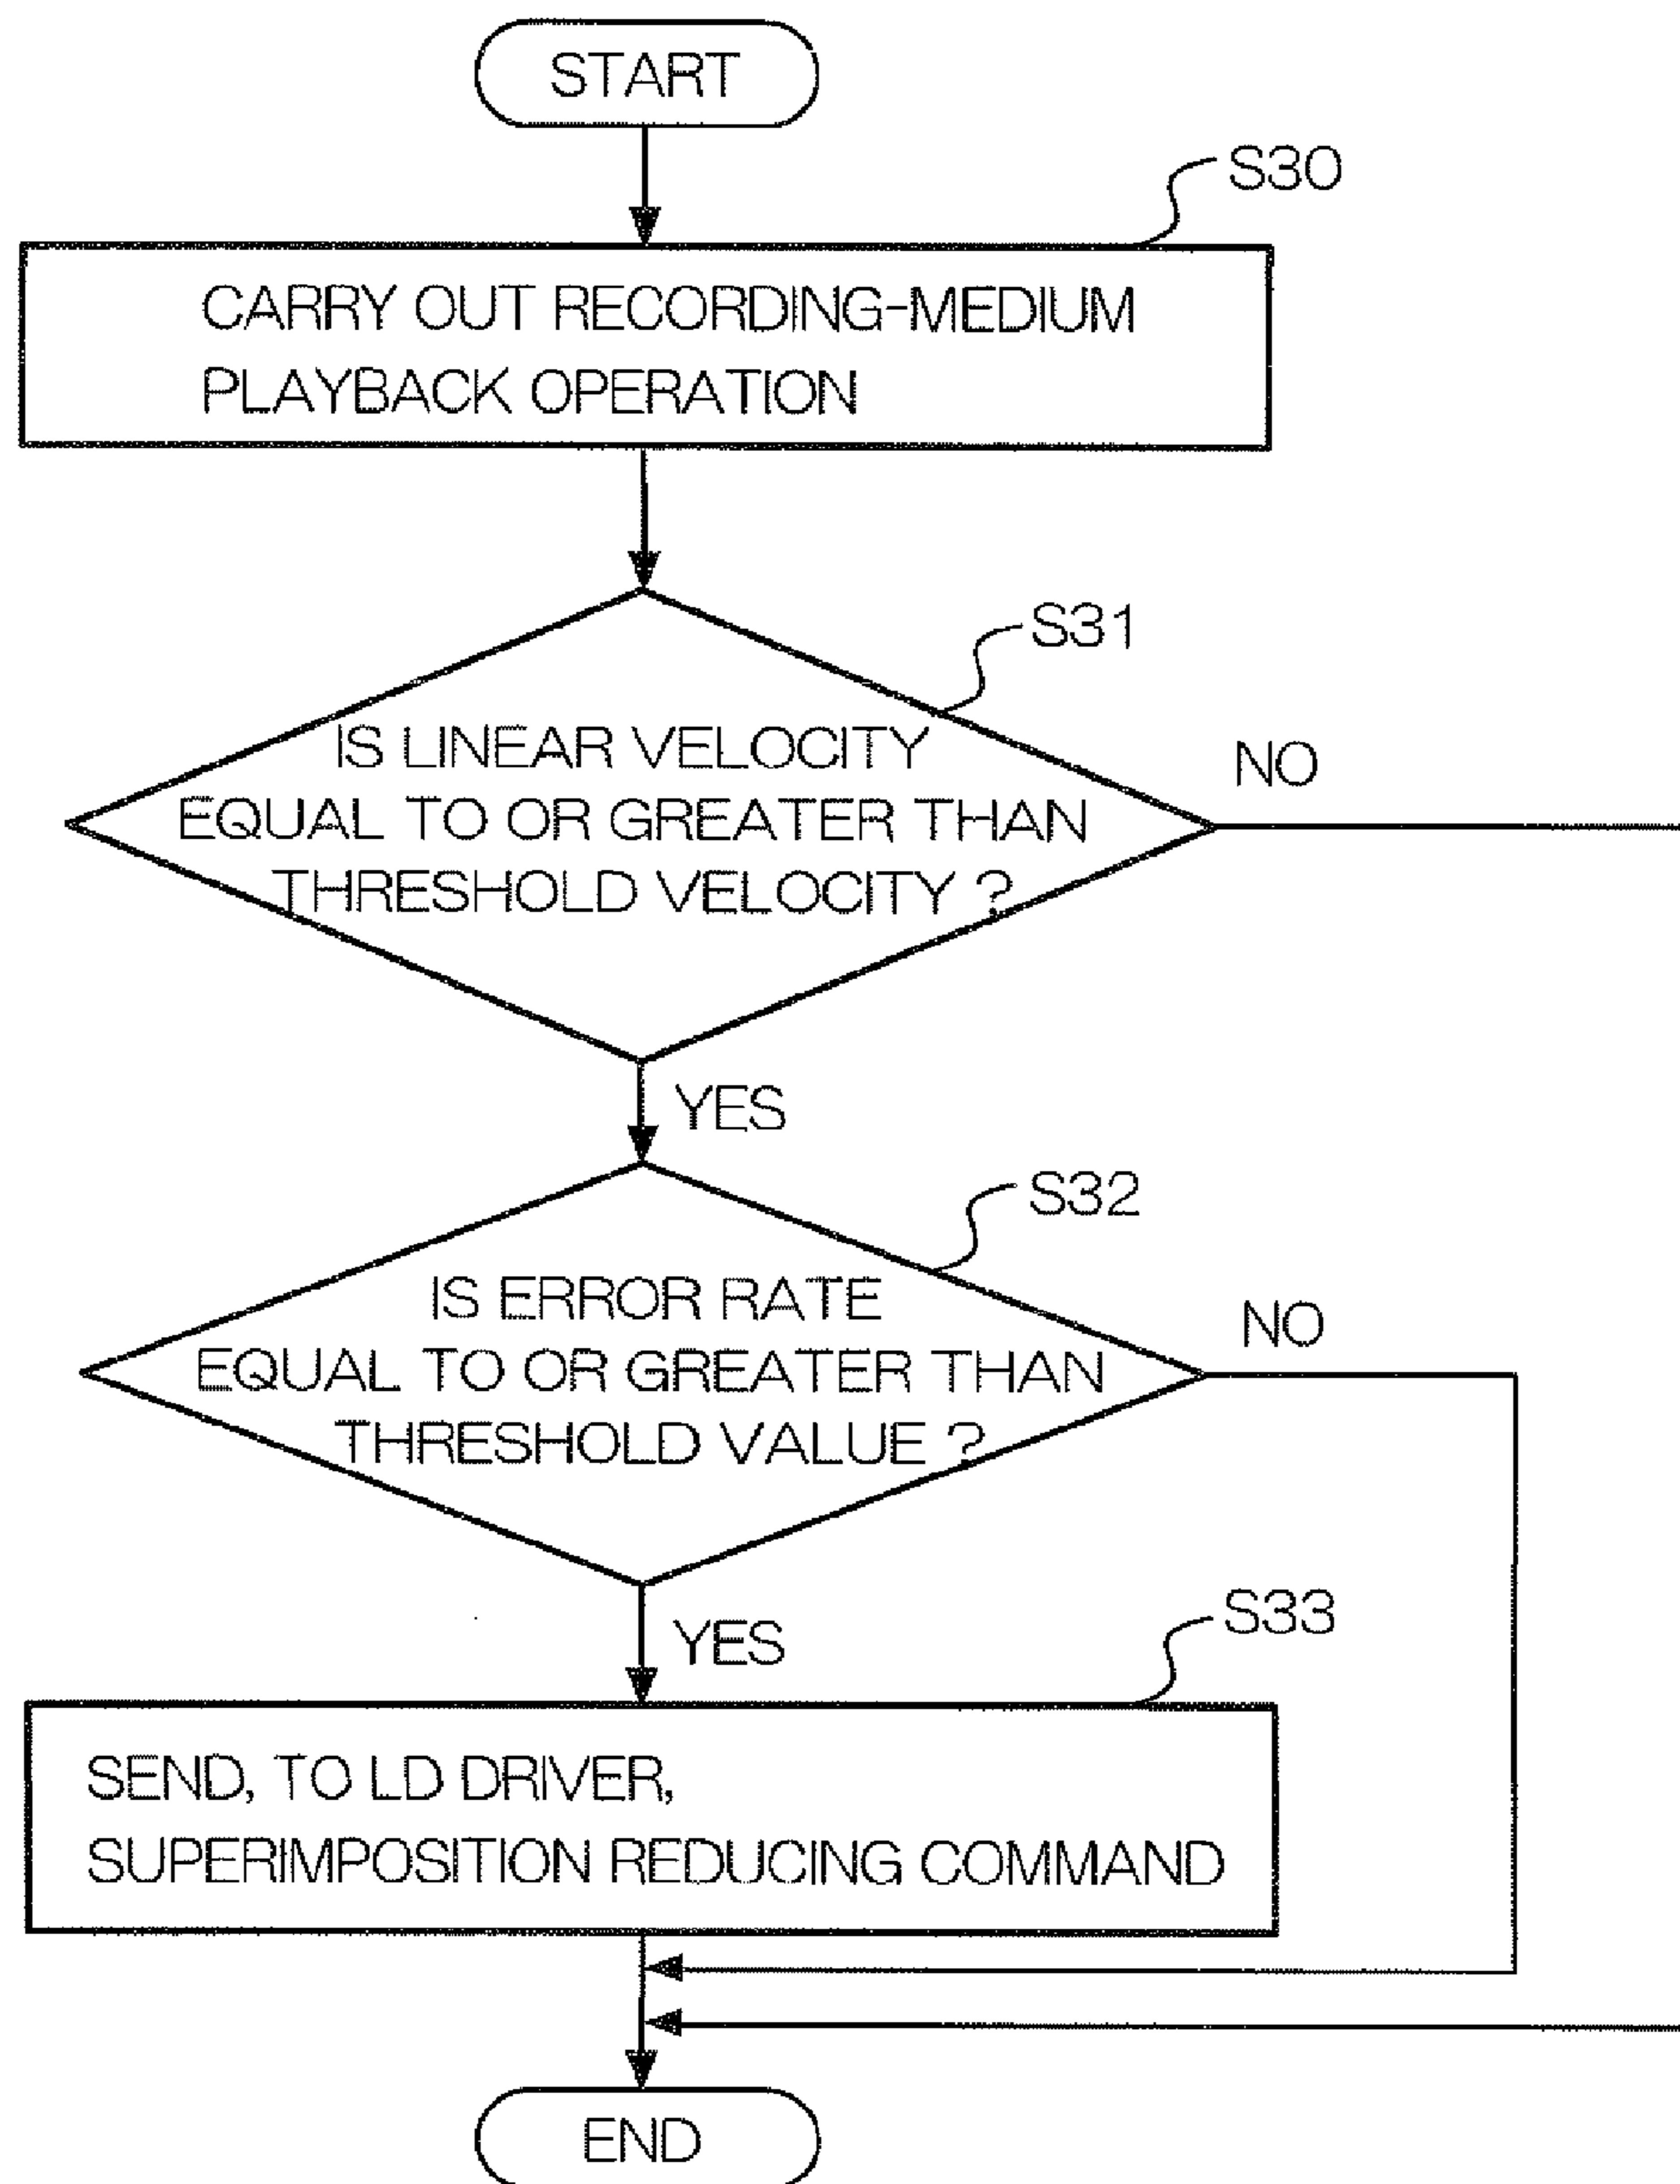 START
S30
CARRY OUT RECORDING-MEDIUM
PLAYBACK OPERATION
S31
IS LINEAR VELOCITY
EQUAL TO OR GREATER THAN
THRESHOLD VELOCITY ?
NO
YES
S32
IS ERROR RATE
EQUAL TO OR GREATER THAN
THRESHOLD VALUE ?
NO
YES
S33
SEND, TO LD DRIVER,
SUPERIMPOSITION REDUCING COMMAND
END